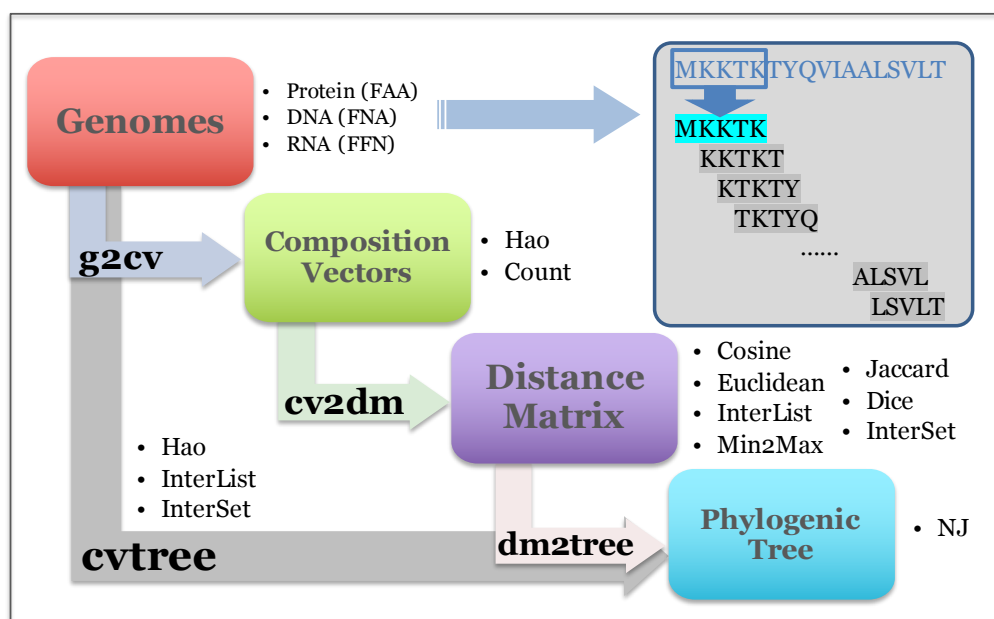 Genomes
• Protein (FAA)
• DNA (FNA)
• RNA (FFN)
MKKTKTYQVIAALSVLT
MKKTK
KKTKT
KTKTY
TKTYQ
......
ALSVL
LSVLT
g2cv
Composition
Vectors
• Hao
• Count
cv2dm
Distance
Matrix
• Cosine
• Euclidean
• InterList
• Min2Max
• Jaccard
• Dice
• InterSet
• Hao
• InterList
• InterSet
cvtree
dm2tree
Phylogenic
Tree
• NJ